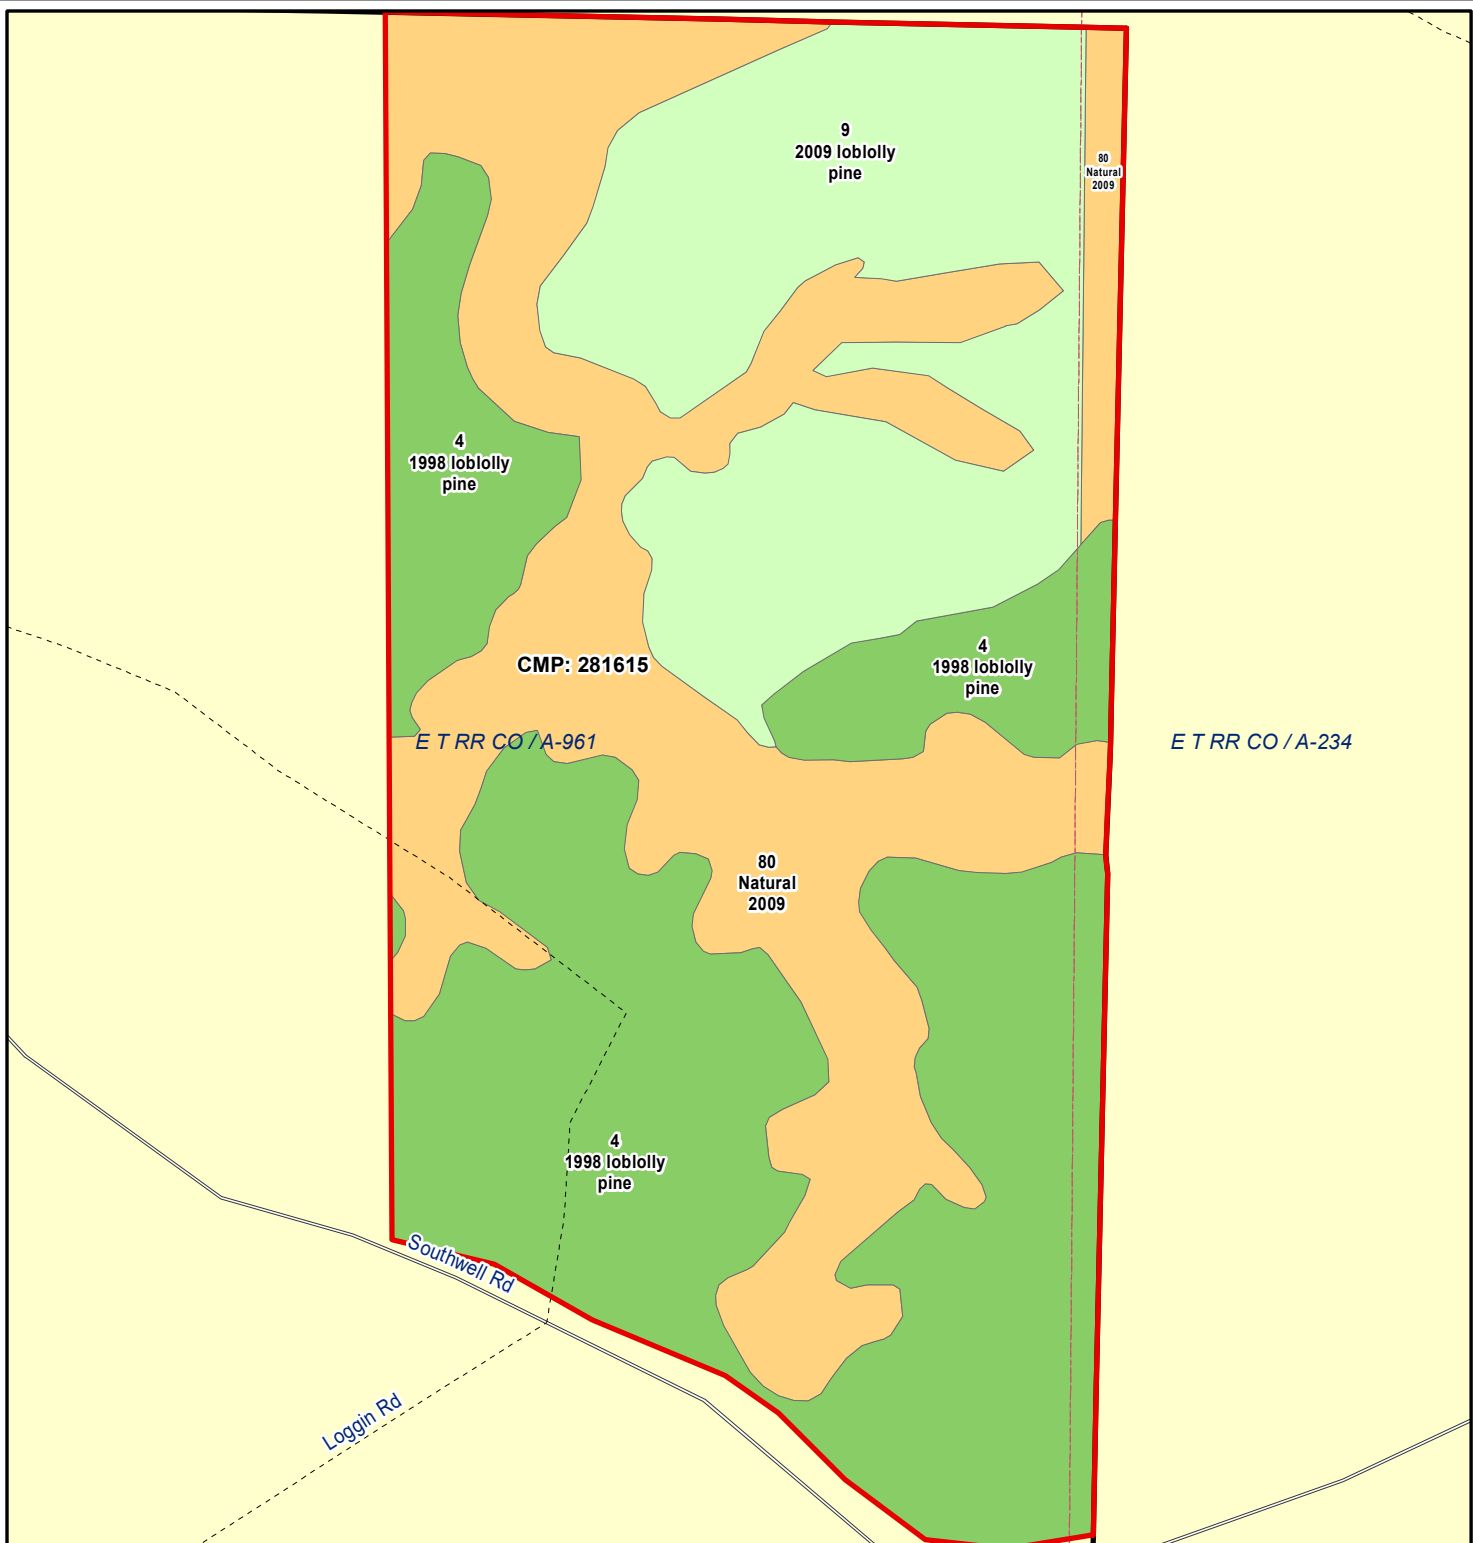 9
2009 loblolly
pine
80
Natural
2009
4
1998 loblolly
pine
4
1998 loblolly
pine
CMP: 281615
E T RR CO / A-961
E T RR CO / A-234
80
Natural
2009
4
1998 loblolly
pine
Southwell Rd
Loggin Rd